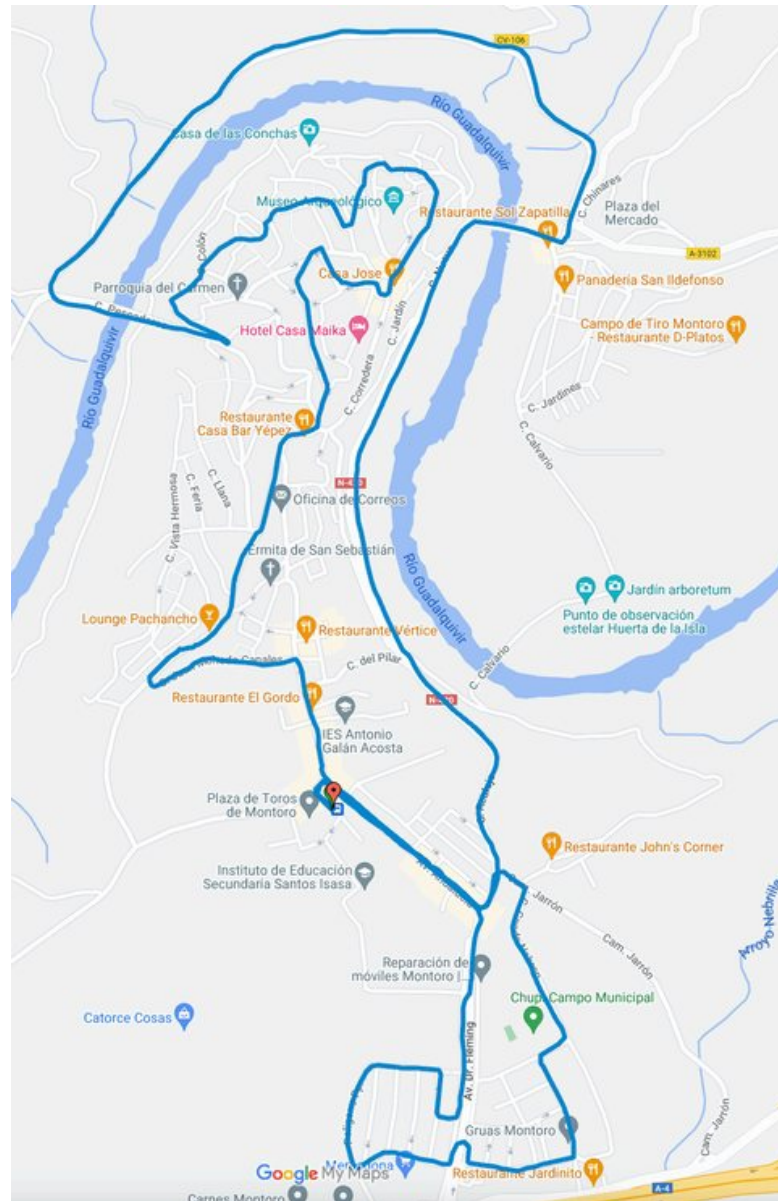 CV-106
Río Guadalquivir
Casa de las Conchas
C. Chinares
Museo Arqueológico
Plaza del
Mercado
Restaurante Sol Zapatilla
Colón
A-3102
Casa Jose
Panadería San Ildefonso
Parroquia del Carmen
C. Jardín
Campo de Tiro Montoro
- Restaurante D-Platos
Hotel Casa Maika
Río Guadalquivir
C. Corredera
C. Jardines
Restaurante
Casa Bar Yépez
C. Calvario
C. Vista Hermosa
C. Feria
C. Llana
Oficina de Correos
Ermita de San Sebastián
Río Guadalquivir
Jardín arboretum
Punto de observación
estelar Huerta de la Isla
Lounge Pachancho
Restaurante Vértice
C. del Pilar
C. Calvario
Restaurante El Gordo
IES Antonio
Galán Acosta
Plaza de Toros
de Montoro
Restaurante John's Corner
Instituto de Educación
Secundaria Santos Isasa
Jarrón
Cam. Jarrón
Arroyo Nebrilla
Reparación de
móviles Montoro |...
Campo Municipal
Catorce Cosas
Av. Dr. Fleming
Cam. Jarrón
Gruas Montoro
Google My Maps
Restaurante Jardinito
A-4
Carnes Montoro